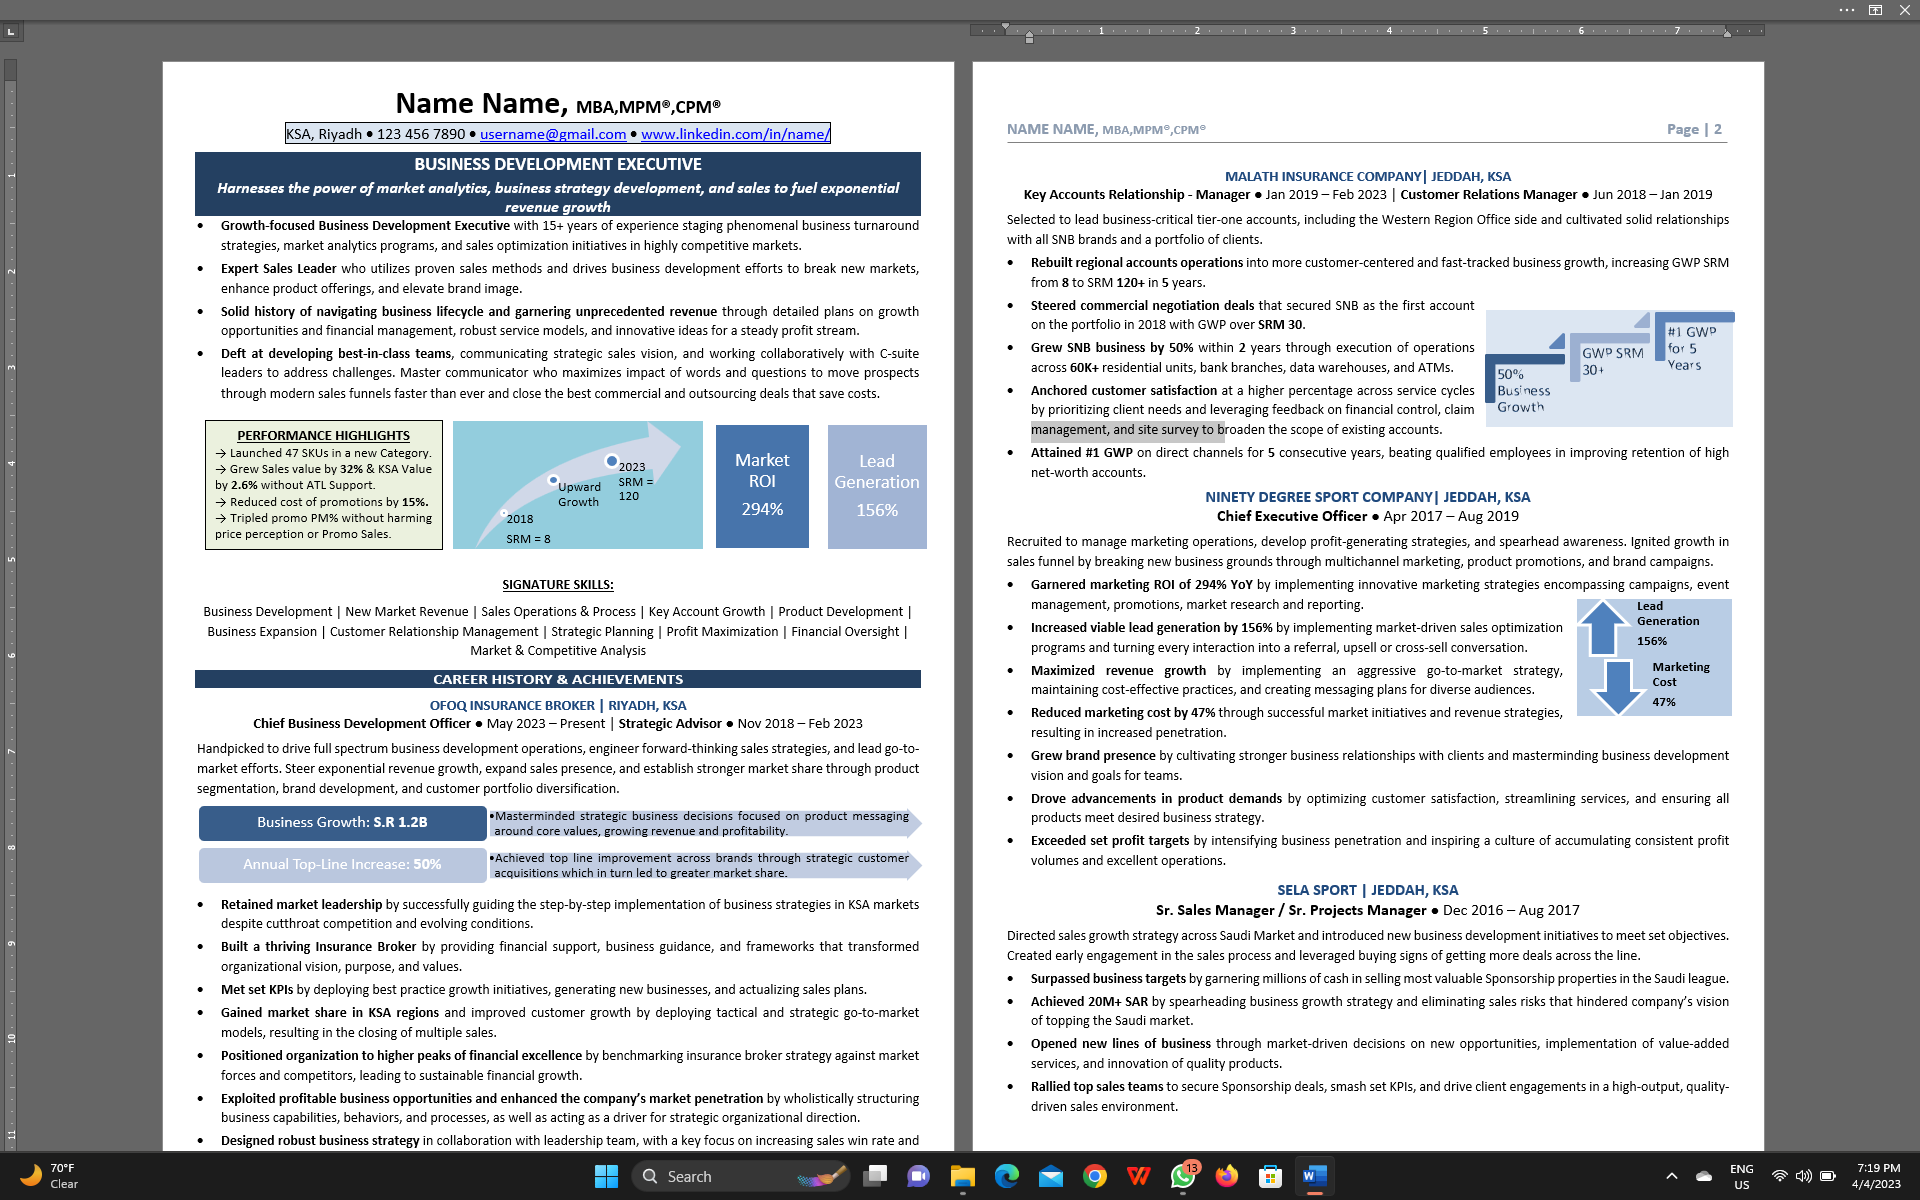 1 2 3 4 5 6 7
Name Name, MBA,MPM®,CPM®
KSA, Riyadh ● 123 456 7890 ● username@gmail.com ● www.linkedin.com/in/name/
BUSINESS DEVELOPMENT EXECUTIVE
Harnesses the power of market analytics, business strategy development, and sales to fuel exponential
revenue growth
• Growth-focused Business Development Executive with 15+ years of experience staging phenomenal business turnaround
strategies, market analytics programs, and sales optimization initiatives in highly competitive markets.
• Expert Sales Leader who utilizes proven sales methods and drives business development efforts to break new markets,
enhance product offerings, and elevate brand image.
• Solid history of navigating business lifecycle and garnering unprecedented revenue through detailed plans on growth
opportunities and financial management, robust service models, and innovative ideas for a steady profit stream.
• Deft at developing best-in-class teams, communicating strategic sales vision, and working collaboratively with C-suite
leaders to address challenges. Master communicator who maximizes impact of words and questions to move prospects
through modern sales funnels faster than ever and close the best commercial and outsourcing deals that save costs.
PERFORMANCE HIGHLIGHTS
→ Launched 47 SKUs in a new Category.
→ Grew Sales value by 32% & KSA Value
by 2.6% without ATL Support.
→ Reduced cost of promotions by 15%.
→ Tripled promo PM% without harming
price perception or Promo Sales.
2018
SRM = 8
Upward
Growth
2023
SRM =
120
Market
ROI
294%
Lead
Generation
156%
SIGNATURE SKILLS:
Business Development | New Market Revenue | Sales Operations & Process | Key Account Growth | Product Development |
Business Expansion | Customer Relationship Management | Strategic Planning | Profit Maximization | Financial Oversight |
Market & Competitive Analysis
CAREER HISTORY & ACHIEVEMENTS
OFOQ INSURANCE BROKER | RIYADH, KSA
Chief Business Development Officer ● May 2023 – Present | Strategic Advisor ● Nov 2018 – Feb 2023
Handpicked to drive full spectrum business development operations, engineer forward-thinking sales strategies, and lead go-to-
market efforts. Steer exponential revenue growth, expand sales presence, and establish stronger market share through product
segmentation, brand development, and customer portfolio diversification.
Business Growth: S.R 1.2B
•Masterminded strategic business decisions focused on product messaging
around core values, growing revenue and profitability.
Annual Top-Line Increase: 50%
•Achieved top line improvement across brands through strategic customer
acquisitions which in turn led to greater market share.
• Retained market leadership by successfully guiding the step-by-step implementation of business strategies in KSA markets
despite cutthroat competition and evolving conditions.
• Built a thriving Insurance Broker by providing financial support, business guidance, and frameworks that transformed
organizational vision, purpose, and values.
• Met set KPIs by deploying best practice growth initiatives, generating new businesses, and actualizing sales plans.
• Gained market share in KSA regions and improved customer growth by deploying tactical and strategic go-to-market
models, resulting in the closing of multiple sales.
• Positioned organization to higher peaks of financial excellence by benchmarking insurance broker strategy against market
forces and competitors, leading to sustainable financial growth.
• Exploited profitable business opportunities and enhanced the company's market penetration by wholistically structuring
business capabilities, behaviors, and processes, as well as acting as a driver for strategic organizational direction.
• Designed robust business strategy in collaboration with leadership team, with a key focus on increasing sales win rate and
NAME NAME, MBA,MPM®,CPM® Page | 2
MALATH INSURANCE COMPANY| JEDDAH, KSA
Key Accounts Relationship - Manager ● Jan 2019 – Feb 2023 | Customer Relations Manager ● Jun 2018 – Jan 2019
Selected to lead business-critical tier-one accounts, including the Western Region Office side and cultivated solid relationships
with all SNB brands and a portfolio of clients.
• Rebuilt regional accounts operations into more customer-centered and fast-tracked business growth, increasing GWP SRM
from 8 to SRM 120+ in 5 years.
• Steered commercial negotiation deals that secured SNB as the first account
on the portfolio in 2018 with GWP over SRM 30.
• Grew SNB business by 50% within 2 years through execution of operations
across 60K+ residential units, bank branches, data warehouses, and ATMs.
• Anchored customer satisfaction at a higher percentage across service cycles
by prioritizing client needs and leveraging feedback on financial control, claim
management, and site survey to broaden the scope of existing accounts.
50%
Business
Growth
GWP SRM
30+
#1 GWP
for 5
Years
• Attained #1 GWP on direct channels for 5 consecutive years, beating qualified employees in improving retention of high
net-worth accounts.
NINETY DEGREE SPORT COMPANY| JEDDAH, KSA
Chief Executive Officer ● Apr 2017 – Aug 2019
Recruited to manage marketing operations, develop profit-generating strategies, and spearhead awareness. Ignited growth in
sales funnel by breaking new business grounds through multichannel marketing, product promotions, and brand campaigns.
• Garnered marketing ROI of 294% YoY by implementing innovative marketing strategies encompassing campaigns, event
management, promotions, market research and reporting.
• Increased viable lead generation by 156% by implementing market-driven sales optimization
programs and turning every interaction into a referral, upsell or cross-sell conversation.
• Maximized revenue growth by implementing an aggressive go-to-market strategy,
maintaining cost-effective practices, and creating messaging plans for diverse audiences.
• Reduced marketing cost by 47% through successful market initiatives and revenue strategies,
resulting in increased penetration.
Lead
Generation
156%
Marketing
Cost
47%
• Grew brand presence by cultivating stronger business relationships with clients and masterminding business development
vision and goals for teams.
• Drove advancements in product demands by optimizing customer satisfaction, streamlining services, and ensuring all
products meet desired business strategy.
• Exceeded set profit targets by intensifying business penetration and inspiring a culture of accumulating consistent profit
volumes and excellent operations.
SELA SPORT | JEDDAH, KSA
Sr. Sales Manager / Sr. Projects Manager ● Dec 2016 – Aug 2017
Directed sales growth strategy across Saudi Market and introduced new business development initiatives to meet set objectives.
Created early engagement in the sales process and leveraged buying signs of getting more deals across the line.
• Surpassed business targets by garnering millions of cash in selling most valuable Sponsorship properties in the Saudi league.
• Achieved 20M+ SAR by spearheading business growth strategy and eliminating sales risks that hindered company's vision
of topping the Saudi market.
• Opened new lines of business through market-driven decisions on new opportunities, implementation of value-added
services, and innovation of quality products.
• Rallied top sales teams to secure Sponsorship deals, smash set KPIs, and drive client engagements in a high-output, quality-
driven sales environment.
1
2
3
4
5
6
7
8
9
10
11
70°F
Clear
Search
13
ENG
US
7:19 PM
4/4/2023